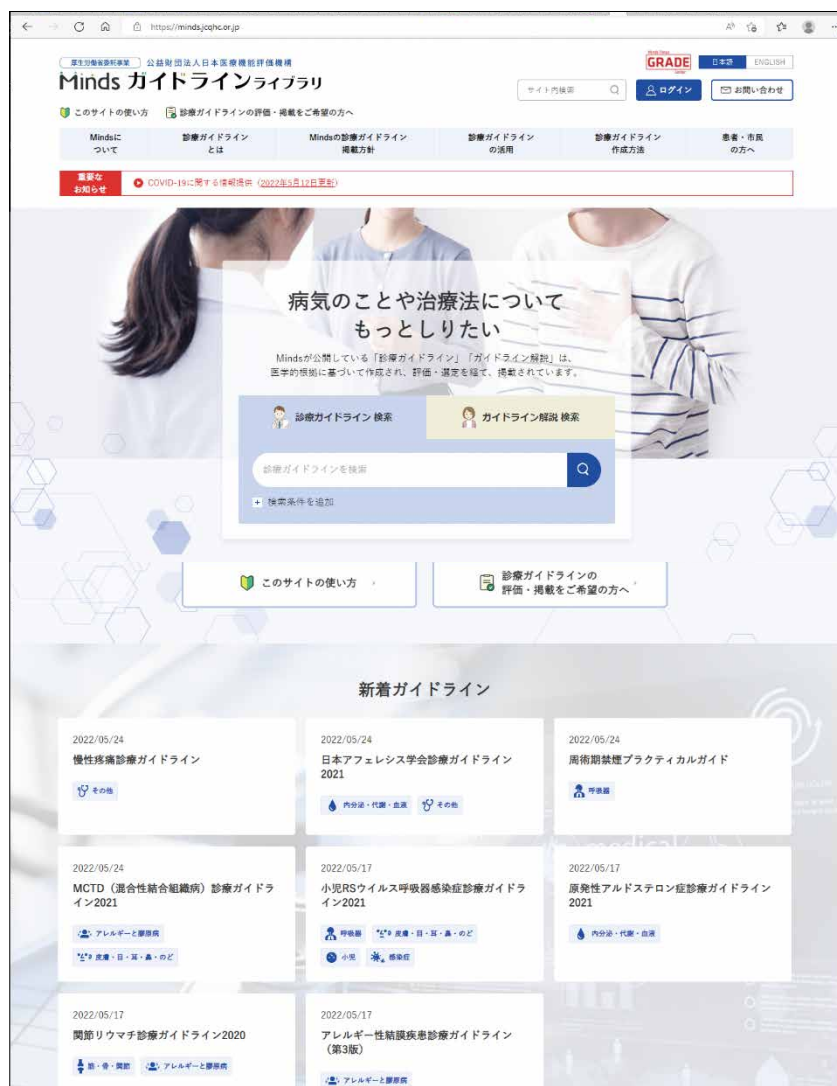 https://minds.jcqhc.or.jp
厚生労働省委託事業 公益財団法人日本医療機能評価機構
Minds ガイドラインライブラリ
GRADE
日本語 ENGLISH
サイト内検索
ログイン
お問い合わせ
このサイトの使い方 診療ガイドラインの評価・掲載をご希望の方へ
Mindsに
ついて
診療ガイドライン
とは
Mindsの診療ガイドライン
掲載方針
診療ガイドライン
の活用
診療ガイドライン
作成方法
患者・市民
の方へ
重要な
お知らせ
COVID-19に関する情報提供（2022年5月12日更新）
病気のことや治療法について
もっとしりたい
Mindsが公開している「診療ガイドライン」「ガイドライン解説」は、
医学的根拠に基づいて作成され、評価・選定を経て、掲載されています。
診療ガイドライン 検索
ガイドライン解説 検索
診療ガイドラインを検索
+ 検索条件を追加
このサイトの使い方
診療ガイドラインの
評価・掲載をご希望の方へ
新着ガイドライン
2022/05/24
慢性疼痛診療ガイドライン
その他
2022/05/24
日本アフェレシス学会診療ガイドライン
2021
内分泌・代謝・血液 その他
2022/05/24
周術期禁煙プラクティカルガイド
呼吸器
2022/05/24
MCTD（混合性結合組織病）診療ガイドラ
イン2021
アレルギーと膠原病
皮膚・目・耳・鼻・のど
2022/05/17
小児RSウイルス呼吸器感染症診療ガイドラ
イン2021
呼吸器 皮膚・目・耳・鼻・のど
小児 感染症
2022/05/17
原発性アルドステロン症診療ガイドライン
2021
内分泌・代謝・血液
2022/05/17
関節リウマチ診療ガイドライン2020
筋・骨・関節 アレルギーと膠原病
2022/05/17
アレルギー性結膜疾患診療ガイドライン
（第3版）
アレルギーと膠原病
medical